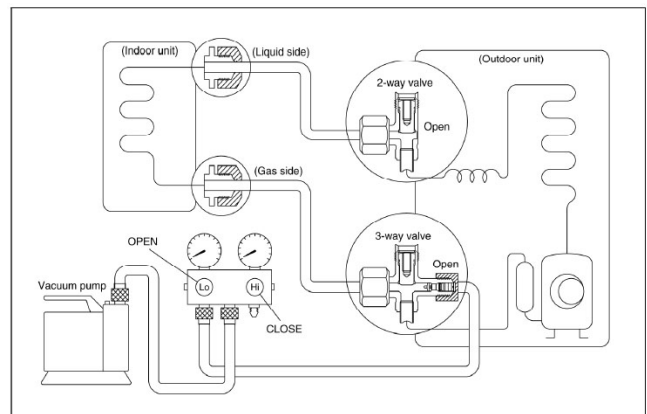 (Indoor unit)
(Liquid side)
(Outdoor unit)
2-way valve
Open
(Gas side)
3-way valve
Open
OPEN
Vacuum pump
Lo
Hi
CLOSE